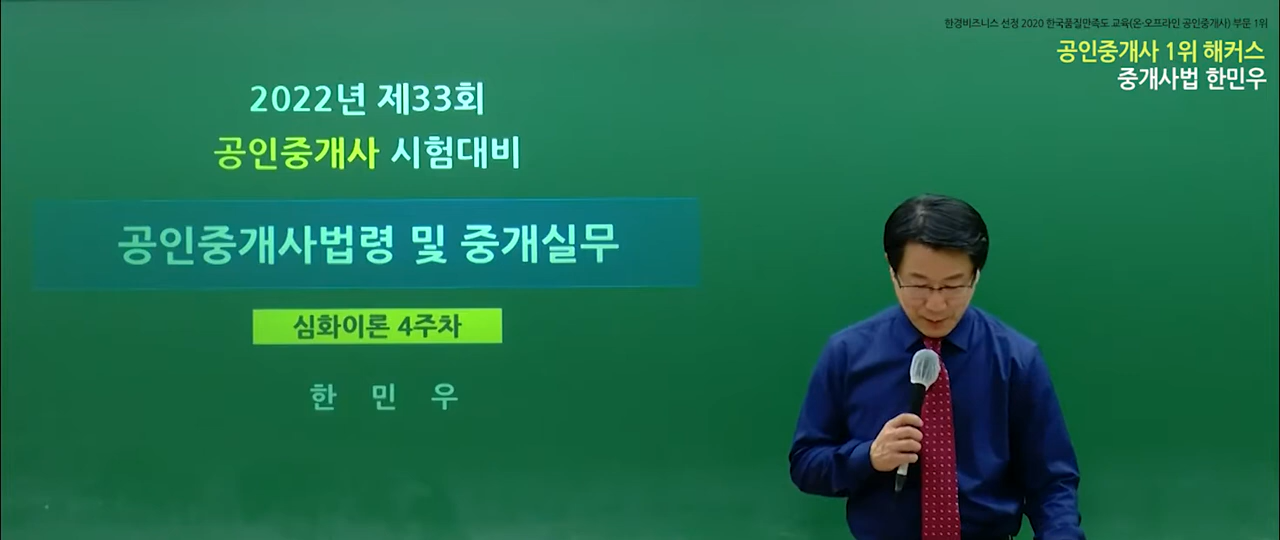 한경비즈니스 선정 2020 한국품질만족도 교육(온·오프라인 공인중개사) 부문 1위
공인중개사 1위 해커스
중개사법 한민우
2022년 제33회
공인중개사 시험대비
공인중개사법령 및 중개실무
심화이론 4주차
한 민 우